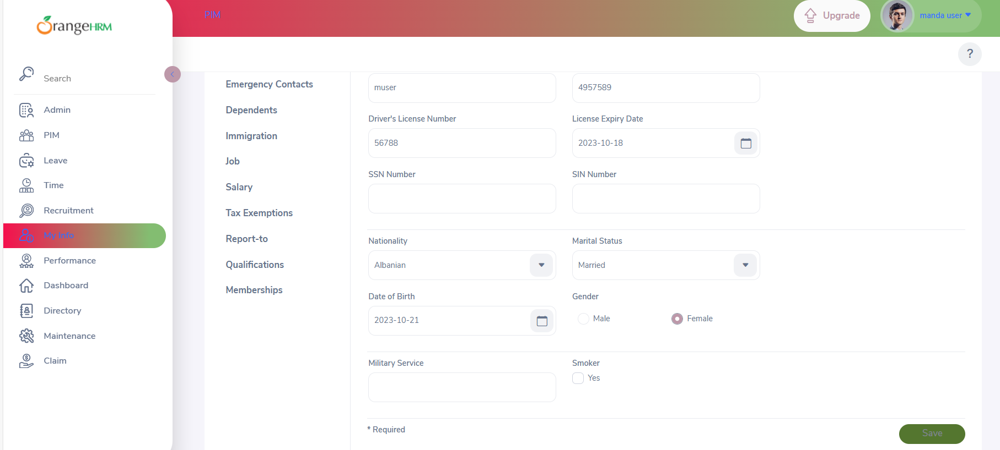 OrangeHRM
Search
Admin
PIM
Leave
Time
Recruitment
My Info
Performance
Dashboard
Directory
Maintenance
Claim
PIM
Upgrade
manda user
?
Emergency Contacts
Dependents
Immigration
Job
Salary
Tax Exemptions
Report-to
Qualifications
Memberships
muser 4957589
Driver's License Number License Expiry Date
56788 2023-10-18
SSN Number SIN Number
Nationality Marital Status
Albanian Married
Date of Birth Gender
2023-10-21 Male Female
Military Service Smoker
Yes
* Required
Save